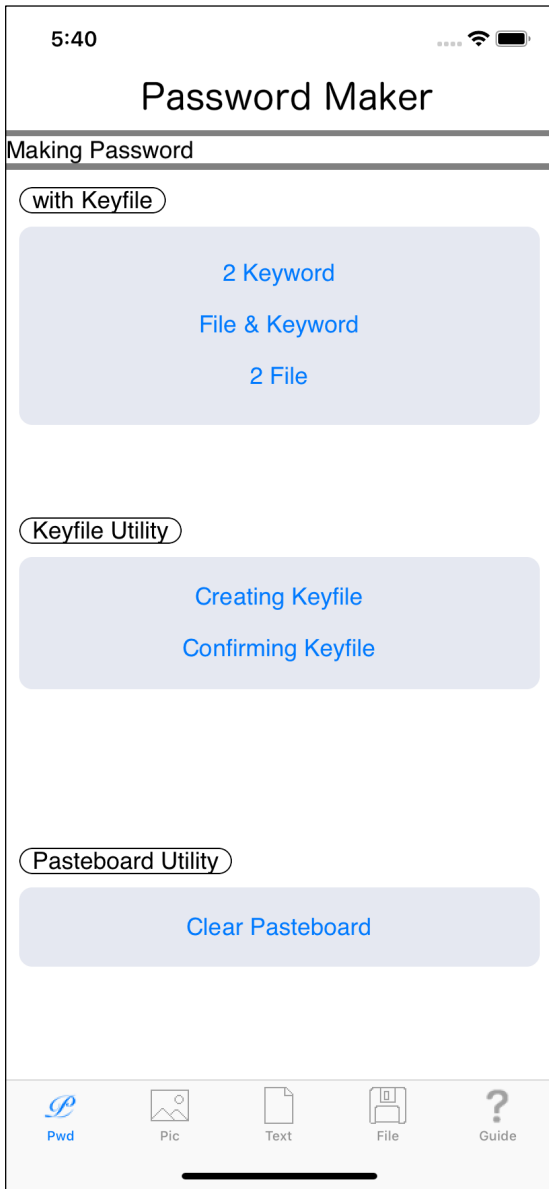 5:40
Password Maker
Making Password
with Keyfile
2 Keyword
File & Keyword
2 File
Keyfile Utility
Creating Keyfile
Confirming Keyfile
Pasteboard Utility
Clear Pasteboard
Pwd Pic Text File Guide